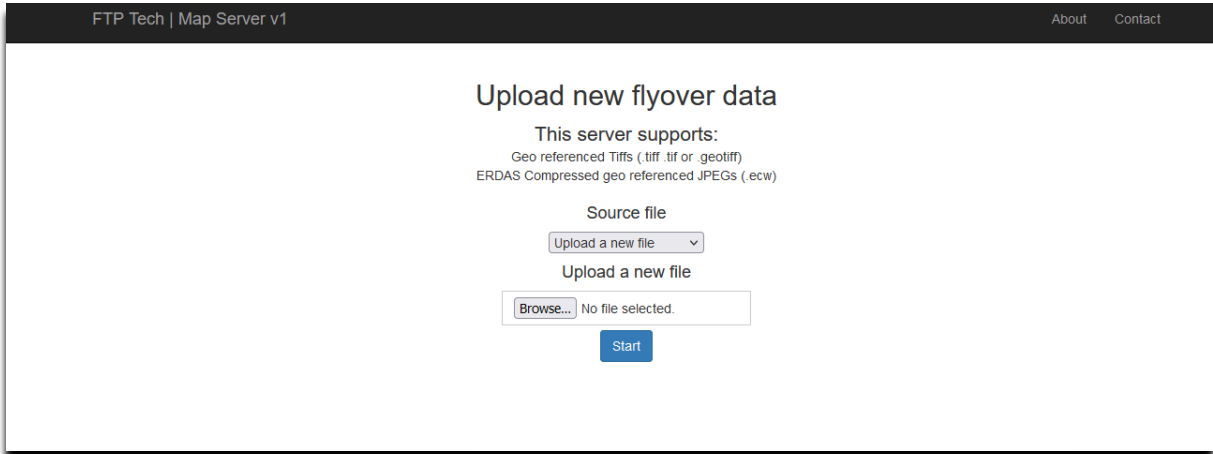 FTP Tech | Map Server v1 About Contact
Upload new flyover data
This server supports:
Geo referenced Tiffs (.tiff .tif or .geotiff)
ERDAS Compressed geo referenced JPEGs (.ecw)
Source file
Upload a new file
Upload a new file
Browse... No file selected.
Start